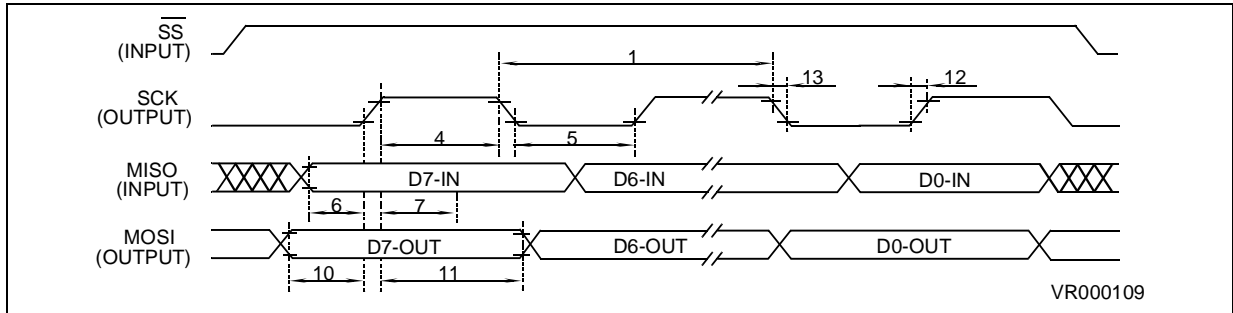 SS
(INPUT)
1
13
12
SCK
(OUTPUT)
4
5
MISO
(INPUT)
D7-IN
D6-IN
D0-IN
6
7
MOSI
(OUTPUT)
D7-OUT
D6-OUT
D0-OUT
10
11
VR000109